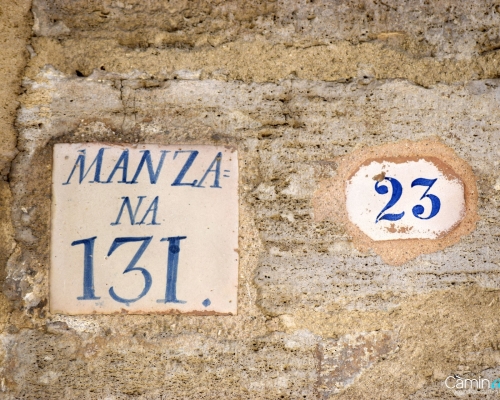 MANZA=
NA
131.
23